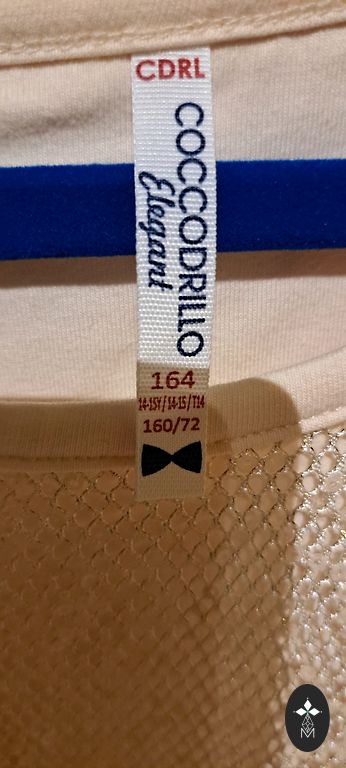 CDRL
COCCODRILLO
Elegant
164
14-15Y / 14-15 / T14
160/72
M